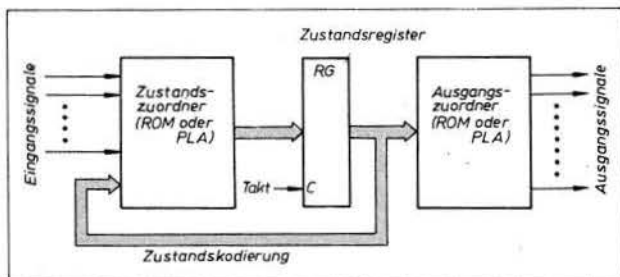 Zustandsregister
Eingangssignale
Zustands-
zuordner
(ROM oder
PLA)
RG
Takt
C
Ausgangs-
zuordner
(ROM oder
PLA)
Ausgangssignale
Zustandskodierung